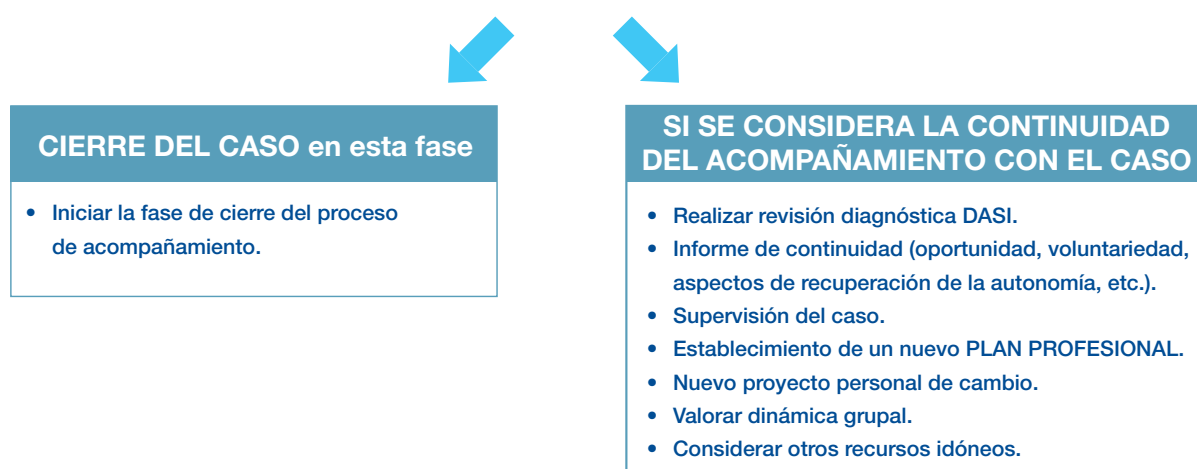 CIERRE DEL CASO en esta fase
• Iniciar la fase de cierre del proceso
de acompañamiento.
SI SE CONSIDERA LA CONTINUIDAD
DEL ACOMPAÑAMIENTO CON EL CASO
• Realizar revisión diagnóstica DASI.
• Informe de continuidad (oportunidad, voluntariedad,
aspectos de recuperación de la autonomía, etc.).
• Supervisión del caso.
• Establecimiento de un nuevo PLAN PROFESIONAL.
• Nuevo proyecto personal de cambio.
• Valorar dinámica grupal.
• Considerar otros recursos idóneos.